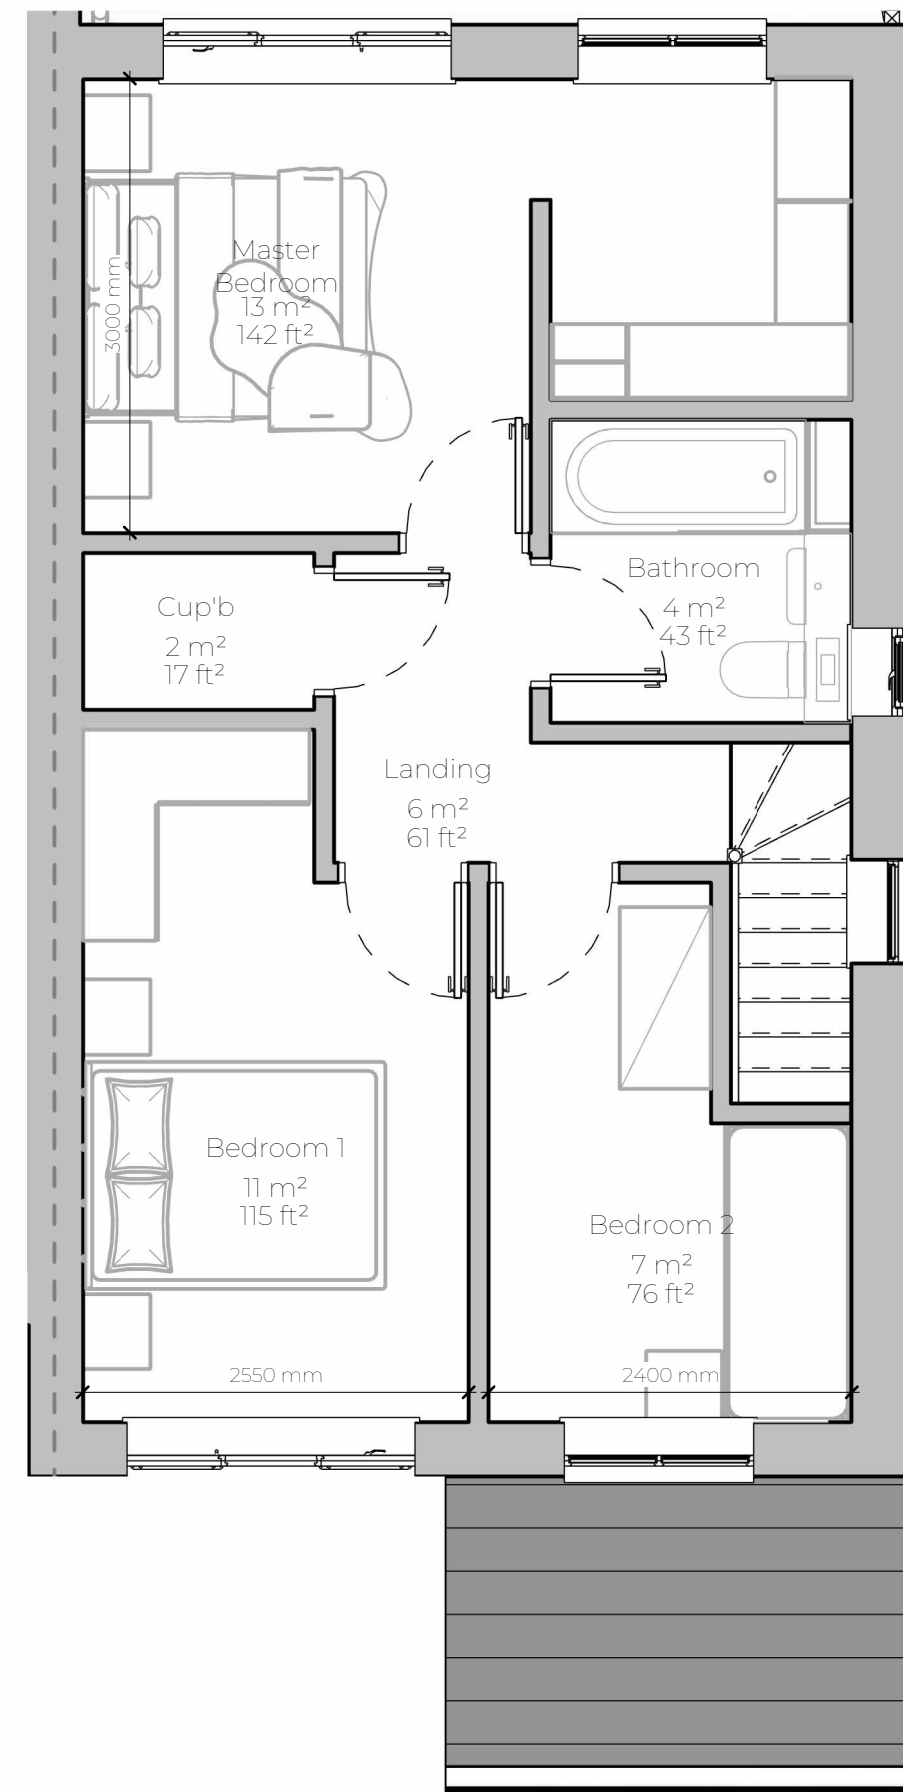 Master
Bedroom
13 m²
142 ft²
3000 mm
Bathroom
4 m²
43 ft²
Cup'b
2 m²
17 ft²
Landing
6 m²
61 ft²
Bedroom 1
11 m²
115 ft²
Bedroom 2
7 m²
76 ft²
2550 mm
2400 mm